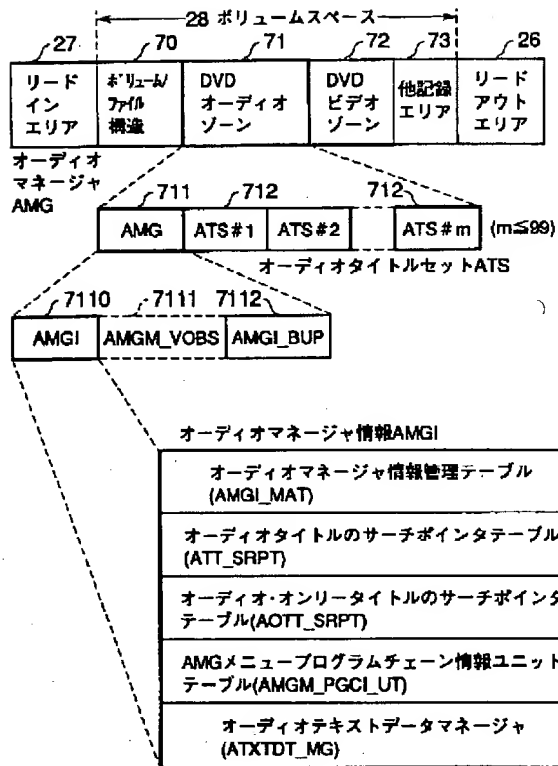 28 ボリュームスペース
27 70 71 72 73 26
リード
イン
エリア
ボリューム/
ファイル
構造
DVD
オーディオ
ゾーン
DVD
ビデオ
ゾーン
他記録
エリア
リード
アウト
エリア
オーディオ
マネージャ
AMG
711 712 712
AMG ATS#1 ATS#2 ATS#m (m≦99)
オーディオタイトルセットATS
7110 7111 7112
AMGI AMGM_VOBS AMGI_BUP
オーディオマネージャ情報AMGI
オーディオマネージャ情報管理テーブル
(AMGI_MAT)
オーディオタイトルのサーチポインタテーブル
(ATT_SRPT)
オーディオ・オンリータイトルのサーチポインタ
テーブル(AOTT_SRPT)
AMGメニュープログラムチェーン情報ユニット
テーブル(AMGM_PGCI_UT)
オーディオテキストデータマネージャ
(ATXTDT_MG)